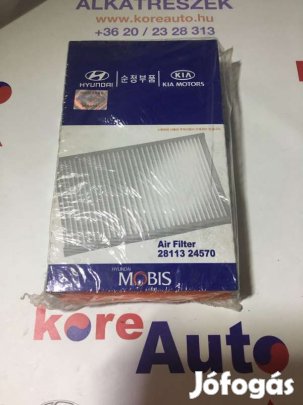 ALKATRÉSZEK
www.koreauto.hu
+36 20 / 23 28 313
HYUNDAI
순정부품
KIA
KIA MOTORS
Air Filter
28113 24570
HYUNDAI
MOBIS
kore Auto
Jófogás